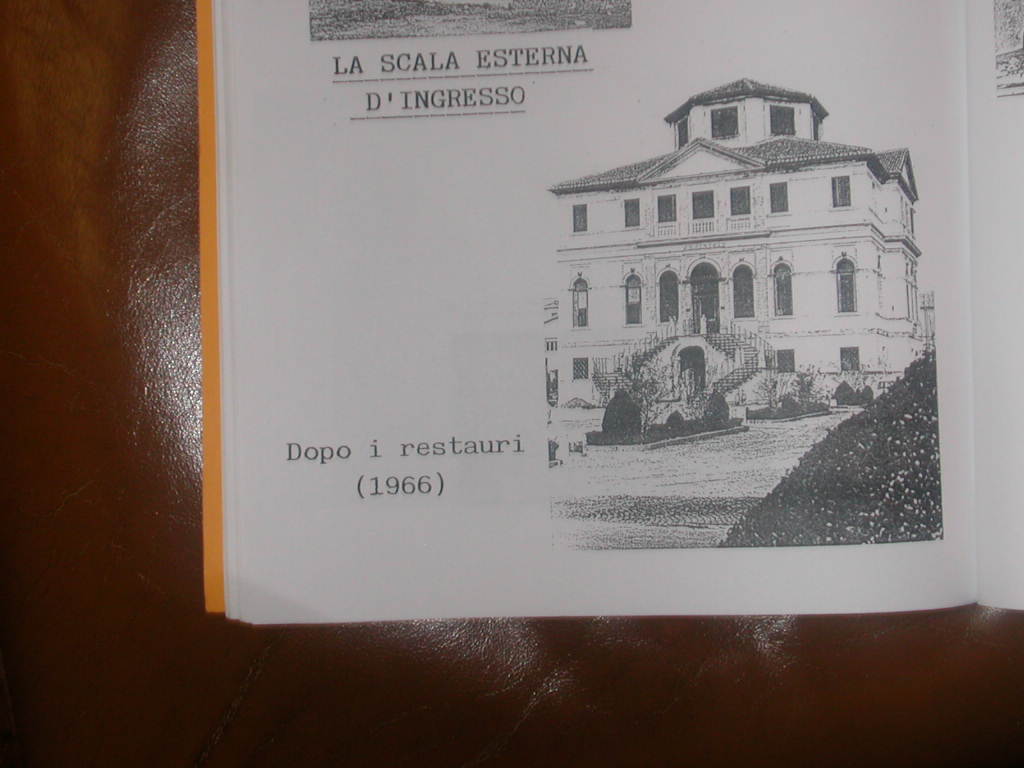 LA SCALA ESTERNA
D'INGRESSO
Dopo i restauri
(1966)